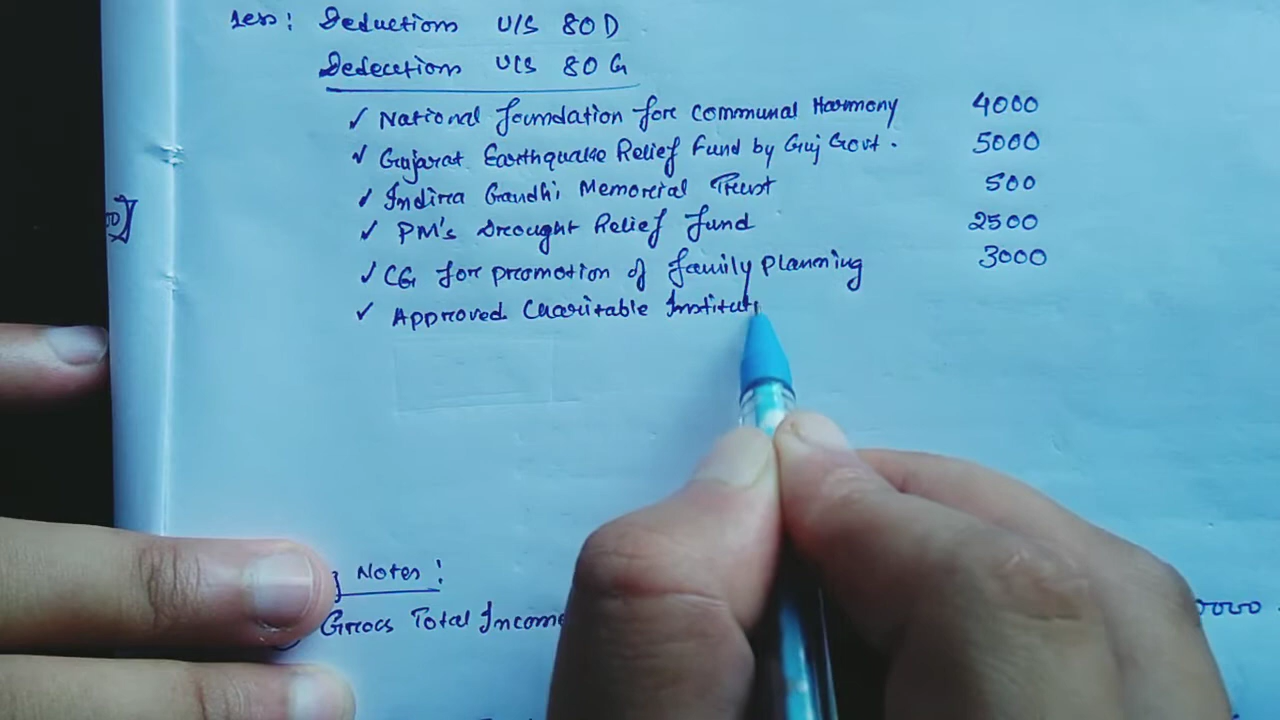 Less: Deductions U/S 80D
Deduction U/S 80G
✓ National foundation for communal Harmony 4000
✓ Gujarat Earthquake Relief Fund by Guj Govt. 5000
✓ Indira Gandhi Memorial Trust 500
✓ PM's Drought Relief fund 2500
✓ CG for promotion of family planning 3000
✓ Approved Charitable Institut
Notes:
Gross Total Income